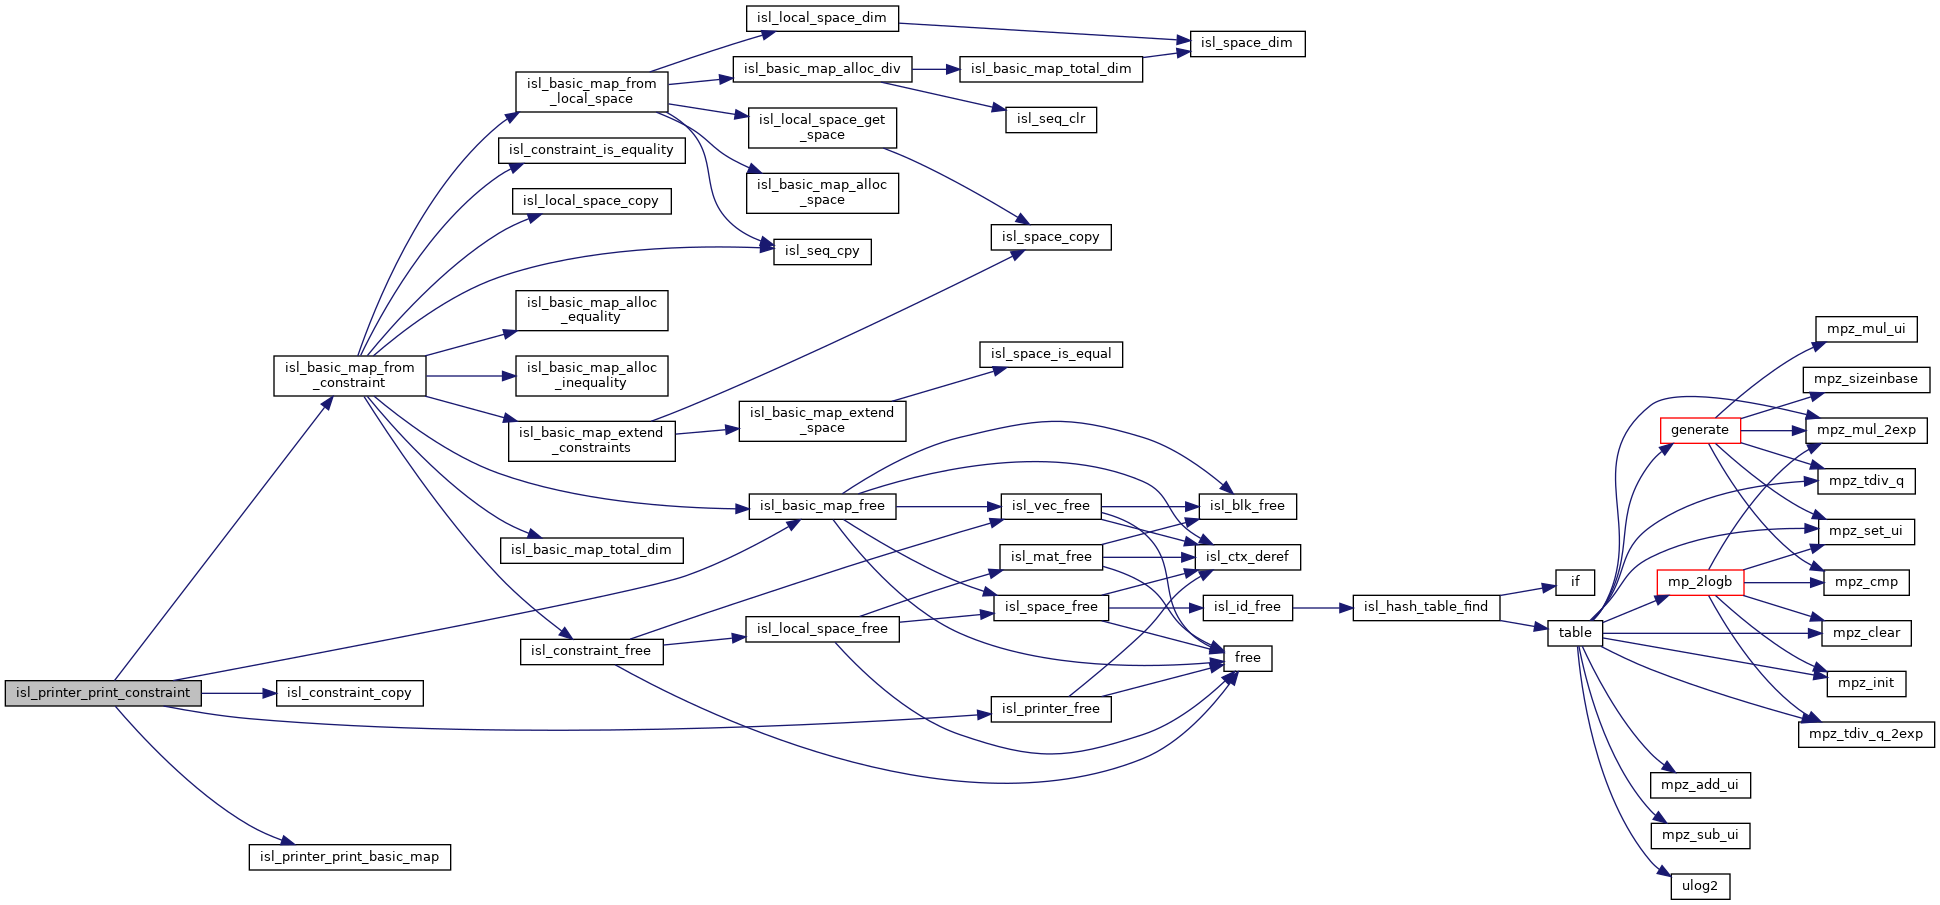 isl_local_space_dim
isl_space_dim
isl_basic_map_alloc_div
isl_basic_map_total_dim
isl_basic_map_from
_local_space
isl_seq_clr
isl_local_space_get
_space
isl_constraint_is_equality
isl_basic_map_alloc
_space
isl_local_space_copy
isl_space_copy
isl_seq_cpy
isl_basic_map_alloc
_equality
isl_basic_map_from
_constraint
isl_basic_map_alloc
_inequality
isl_space_is_equal
isl_basic_map_extend
_space
isl_basic_map_extend
_constraints
isl_basic_map_free
isl_vec_free
isl_blk_free
isl_basic_map_total_dim
isl_mat_free
isl_ctx_deref
isl_space_free
isl_id_free
isl_hash_table_find
if
table
isl_local_space_free
isl_constraint_free
free
isl_printer_print_constraint
isl_constraint_copy
isl_printer_free
isl_printer_print_basic_map
mpz_mul_ui
mpz_sizeinbase
generate
mpz_mul_2exp
mpz_tdiv_q
mpz_set_ui
mp_2logb
mpz_cmp
mpz_clear
mpz_init
mpz_tdiv_q_2exp
mpz_add_ui
mpz_sub_ui
ulog2